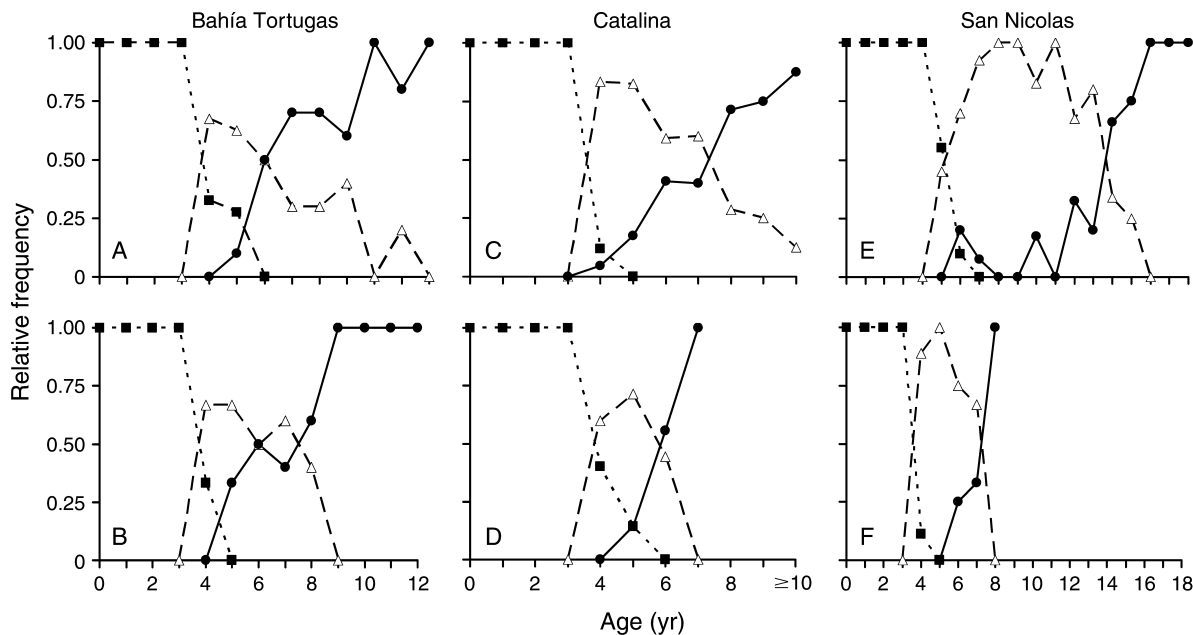 Bahía Tortugas Catalina San Nicolas
1.00
0.75
0.50
0.25
0
A C E
1.00
0.75
0.50
0.25
0
B D F
0 2 4 6 8 10 12 0 2 4 6 8 ≥10 0 2 4 6 8 10 12 14 16 18
Relative frequency
Age (yr)